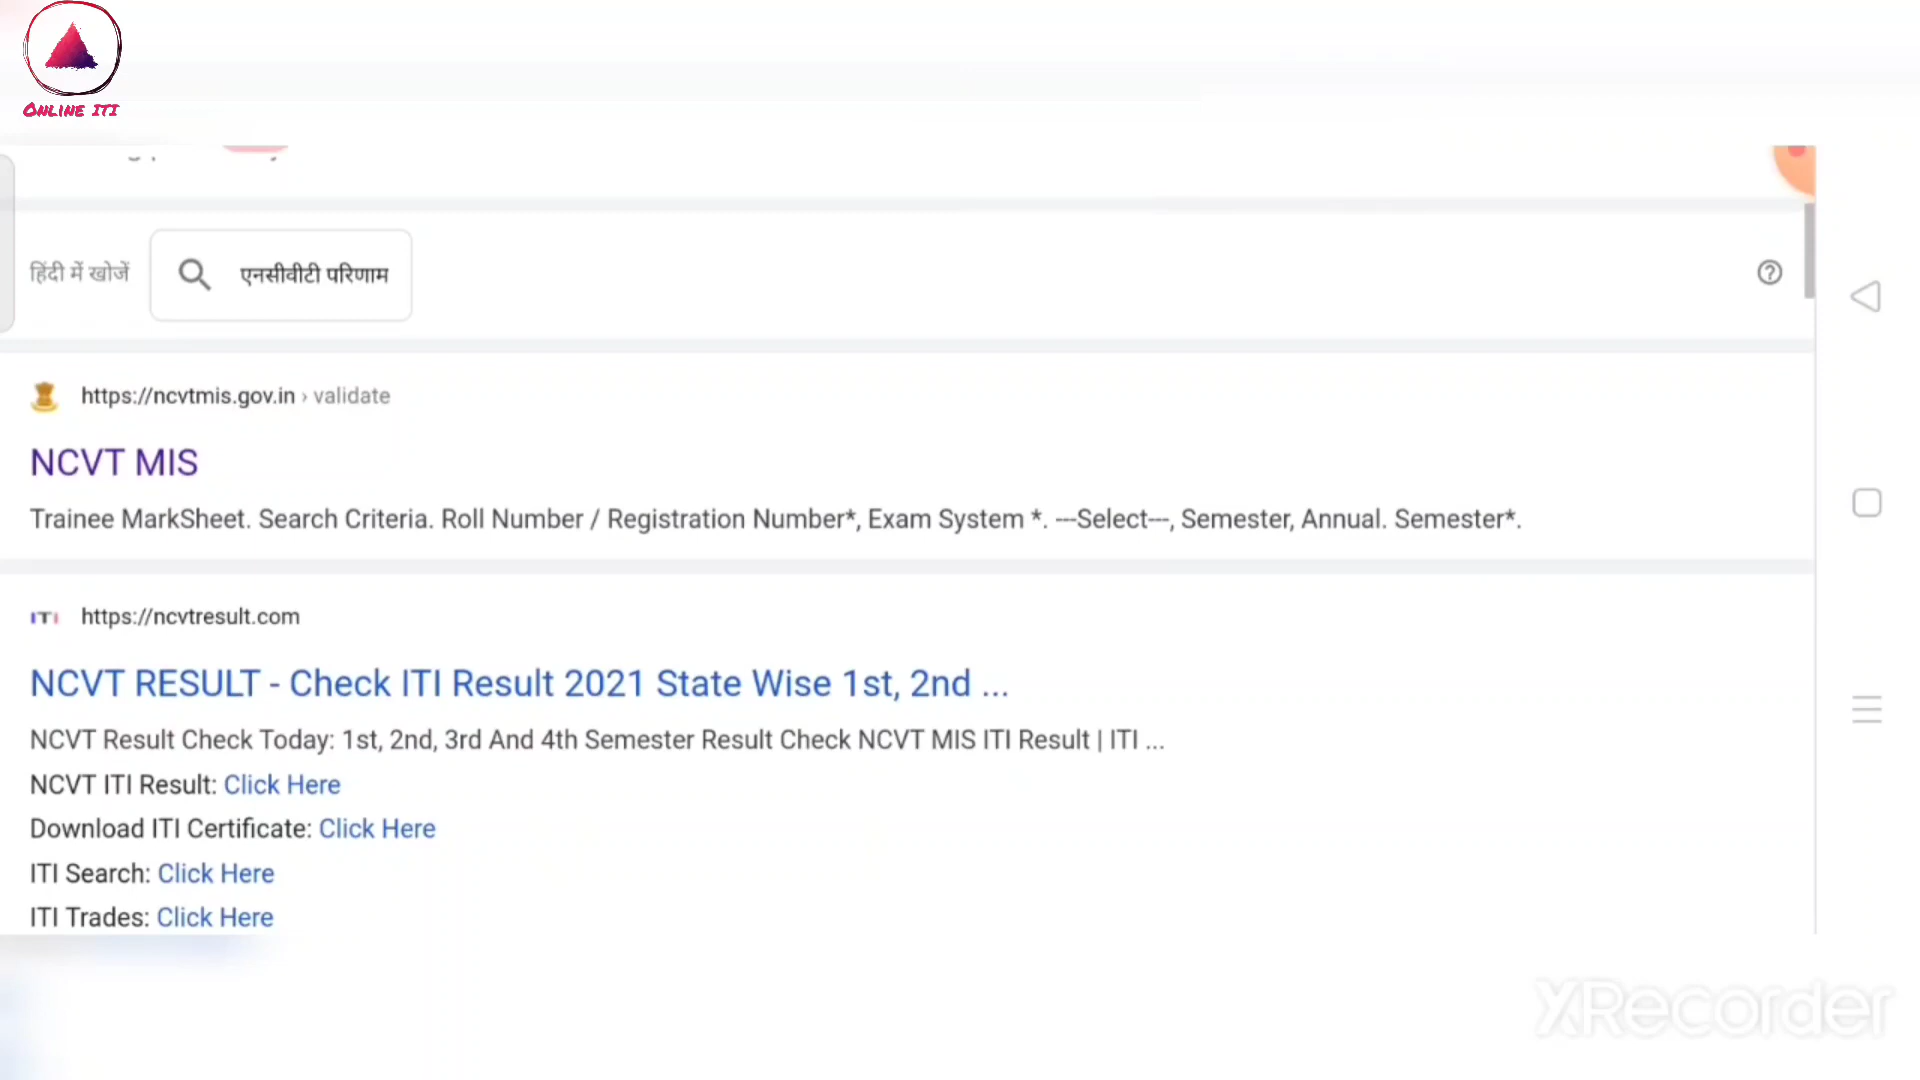 ONLINE ITI
हिंदी में खोजें
एनसीवीटी परिणाम
https://ncvtmis.gov.in › validate
NCVT MIS
Trainee MarkSheet. Search Criteria. Roll Number / Registration Number*, Exam System *. ---Select---, Semester, Annual. Semester*.
ITI https://ncvtresult.com
NCVT RESULT - Check ITI Result 2021 State Wise 1st, 2nd ...
NCVT Result Check Today: 1st, 2nd, 3rd And 4th Semester Result Check NCVT MIS ITI Result | ITI ...
NCVT ITI Result: Click Here
Download ITI Certificate: Click Here
ITI Search: Click Here
ITI Trades: Click Here
XRecorder